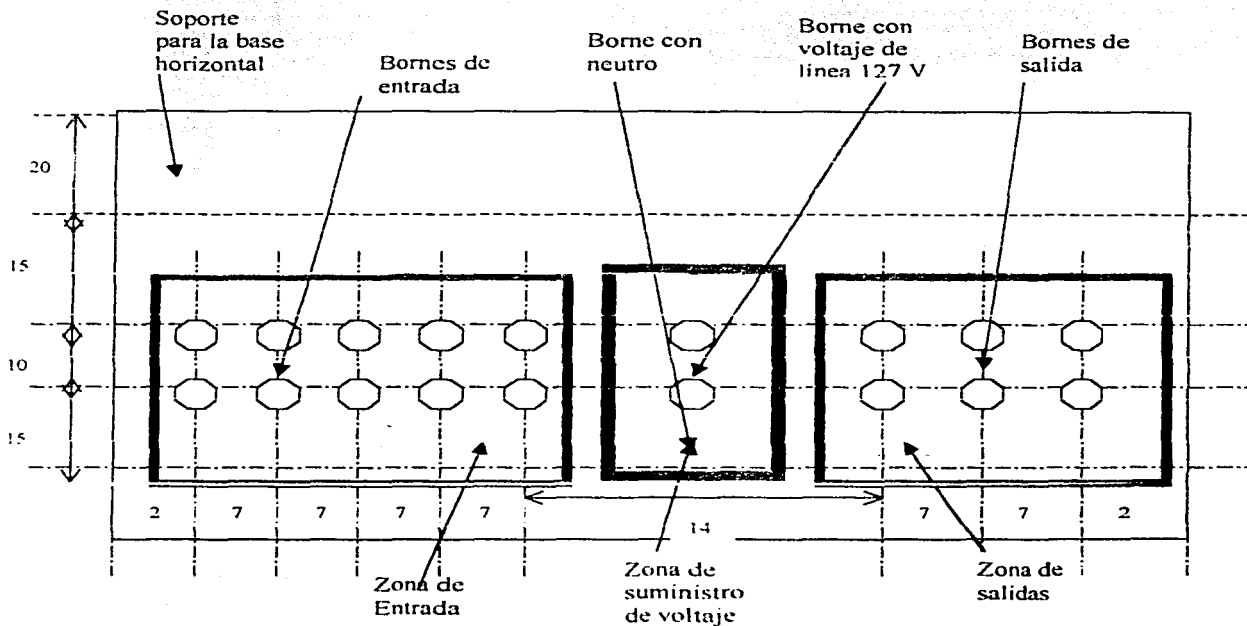 Soporte
para la base
horizontal
Bornes de
entrada
Borne con
neutro
Borne con
voltaje de
línea 127 V
Bornes de
salida
20
15
10
15
2
7
7
7
7
14
7
7
2
Zona de
Entrada
Zona de
suministro
de voltaje
Zona de
salidas